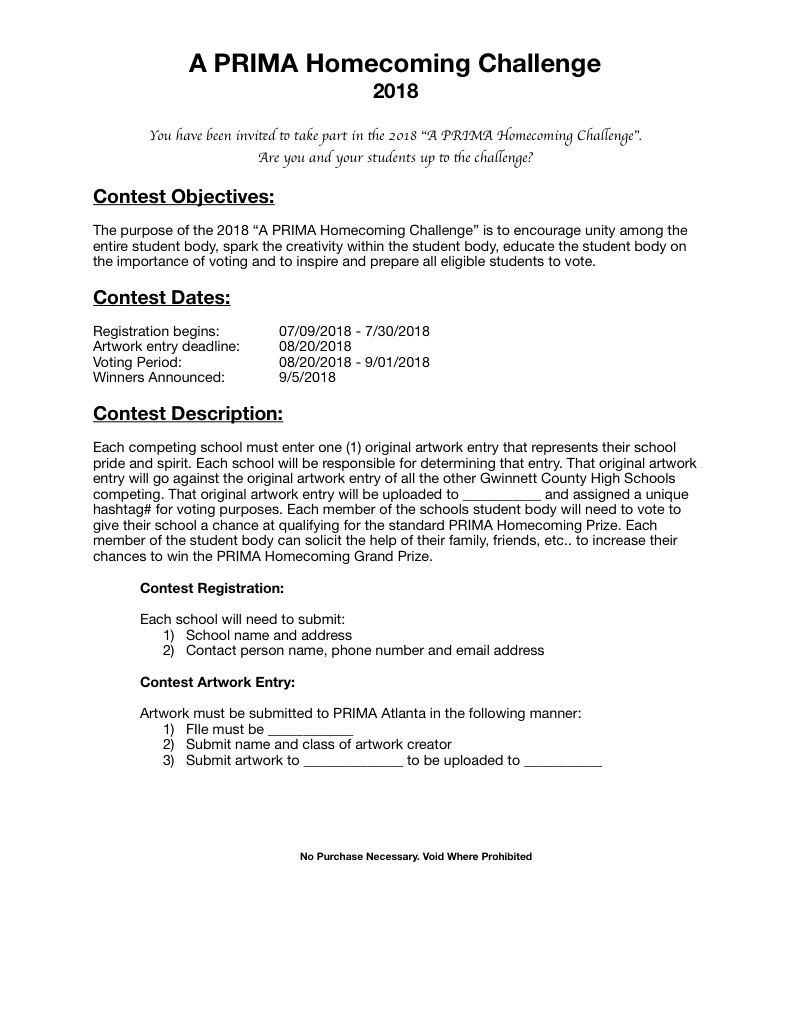 A PRIMA Homecoming Challenge
2018
You have been invited to take part in the 2018 “A PRIMA Homecoming Challenge”.
Are you and your students up to the challenge?
Contest Objectives:
The purpose of the 2018 “A PRIMA Homecoming Challenge” is to encourage unity among the
entire student body, spark the creativity within the student body, educate the student body on
the importance of voting and to inspire and prepare all eligible students to vote.
Contest Dates:
Registration begins: 07/09/2018 - 7/30/2018
Artwork entry deadline: 08/20/2018
Voting Period: 08/20/2018 - 9/01/2018
Winners Announced: 9/5/2018
Contest Description:
Each competing school must enter one (1) original artwork entry that represents their school
pride and spirit. Each school will be responsible for determining that entry. That original artwork
entry will go against the original artwork entry of all the other Gwinnett County High Schools
competing. That original artwork entry will be uploaded to ___________ and assigned a unique
hashtag# for voting purposes. Each member of the schools student body will need to vote to
give their school a chance at qualifying for the standard PRIMA Homecoming Prize. Each
member of the student body can solicit the help of their family, friends, etc.. to increase their
chances to win the PRIMA Homecoming Grand Prize.
Contest Registration:
Each school will need to submit:
1) School name and address
2) Contact person name, phone number and email address
Contest Artwork Entry:
Artwork must be submitted to PRIMA Atlanta in the following manner:
1) FIle must be ____________
2) Submit name and class of artwork creator
3) Submit artwork to ______________ to be uploaded to ___________
No Purchase Necessary. Void Where Prohibited